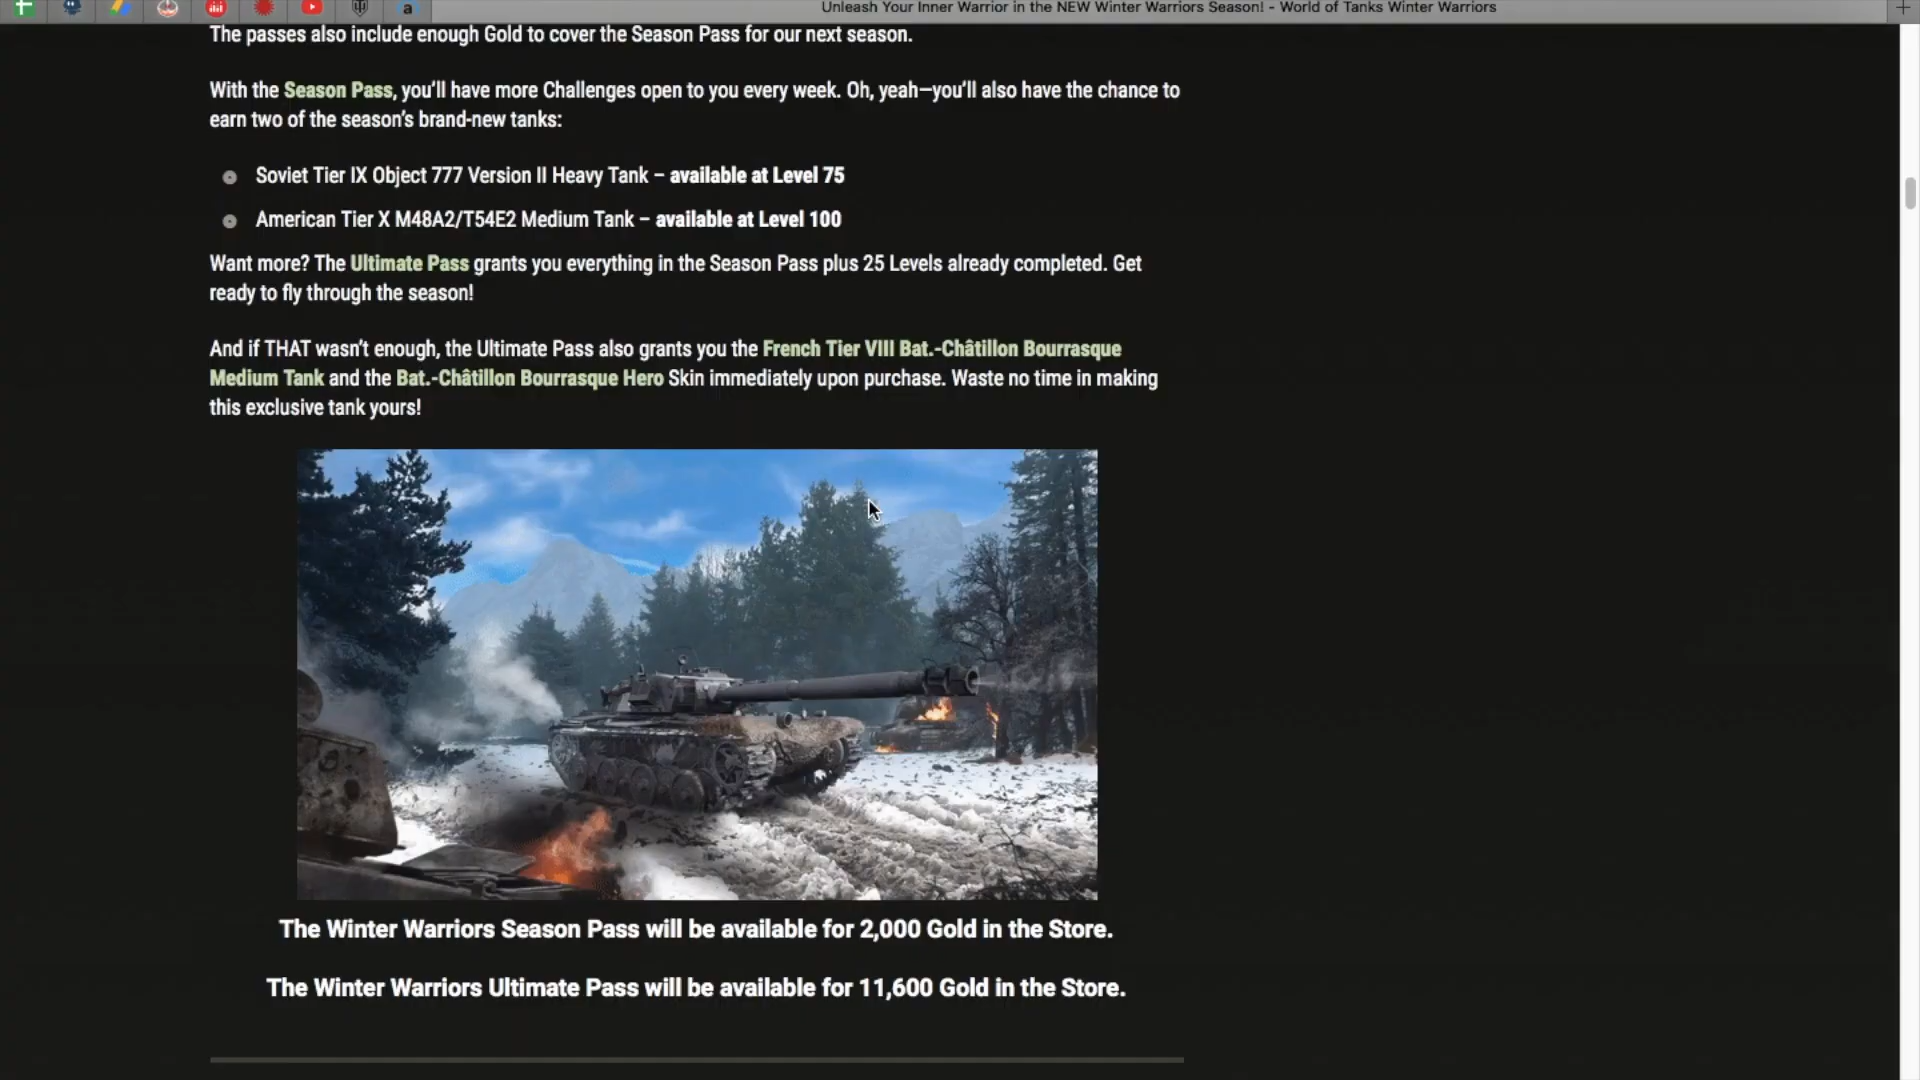 Unleash Your Inner Warrior in the NEW Winter Warriors Season! - World of Tanks Winter Warriors
The passes also include enough Gold to cover the Season Pass for our next season.
With the Season Pass, you'll have more Challenges open to you every week. Oh, yeah—you'll also have the chance to
earn two of the season's brand-new tanks:
Soviet Tier IX Object 777 Version II Heavy Tank – available at Level 75
American Tier X M48A2/T54E2 Medium Tank – available at Level 100
Want more? The Ultimate Pass grants you everything in the Season Pass plus 25 Levels already completed. Get
ready to fly through the season!
And if THAT wasn't enough, the Ultimate Pass also grants you the French Tier VIII Bat.-Châtillon Bourrasque
Medium Tank and the Bat.-Châtillon Bourrasque Hero Skin immediately upon purchase. Waste no time in making
this exclusive tank yours!
The Winter Warriors Season Pass will be available for 2,000 Gold in the Store.
The Winter Warriors Ultimate Pass will be available for 11,600 Gold in the Store.